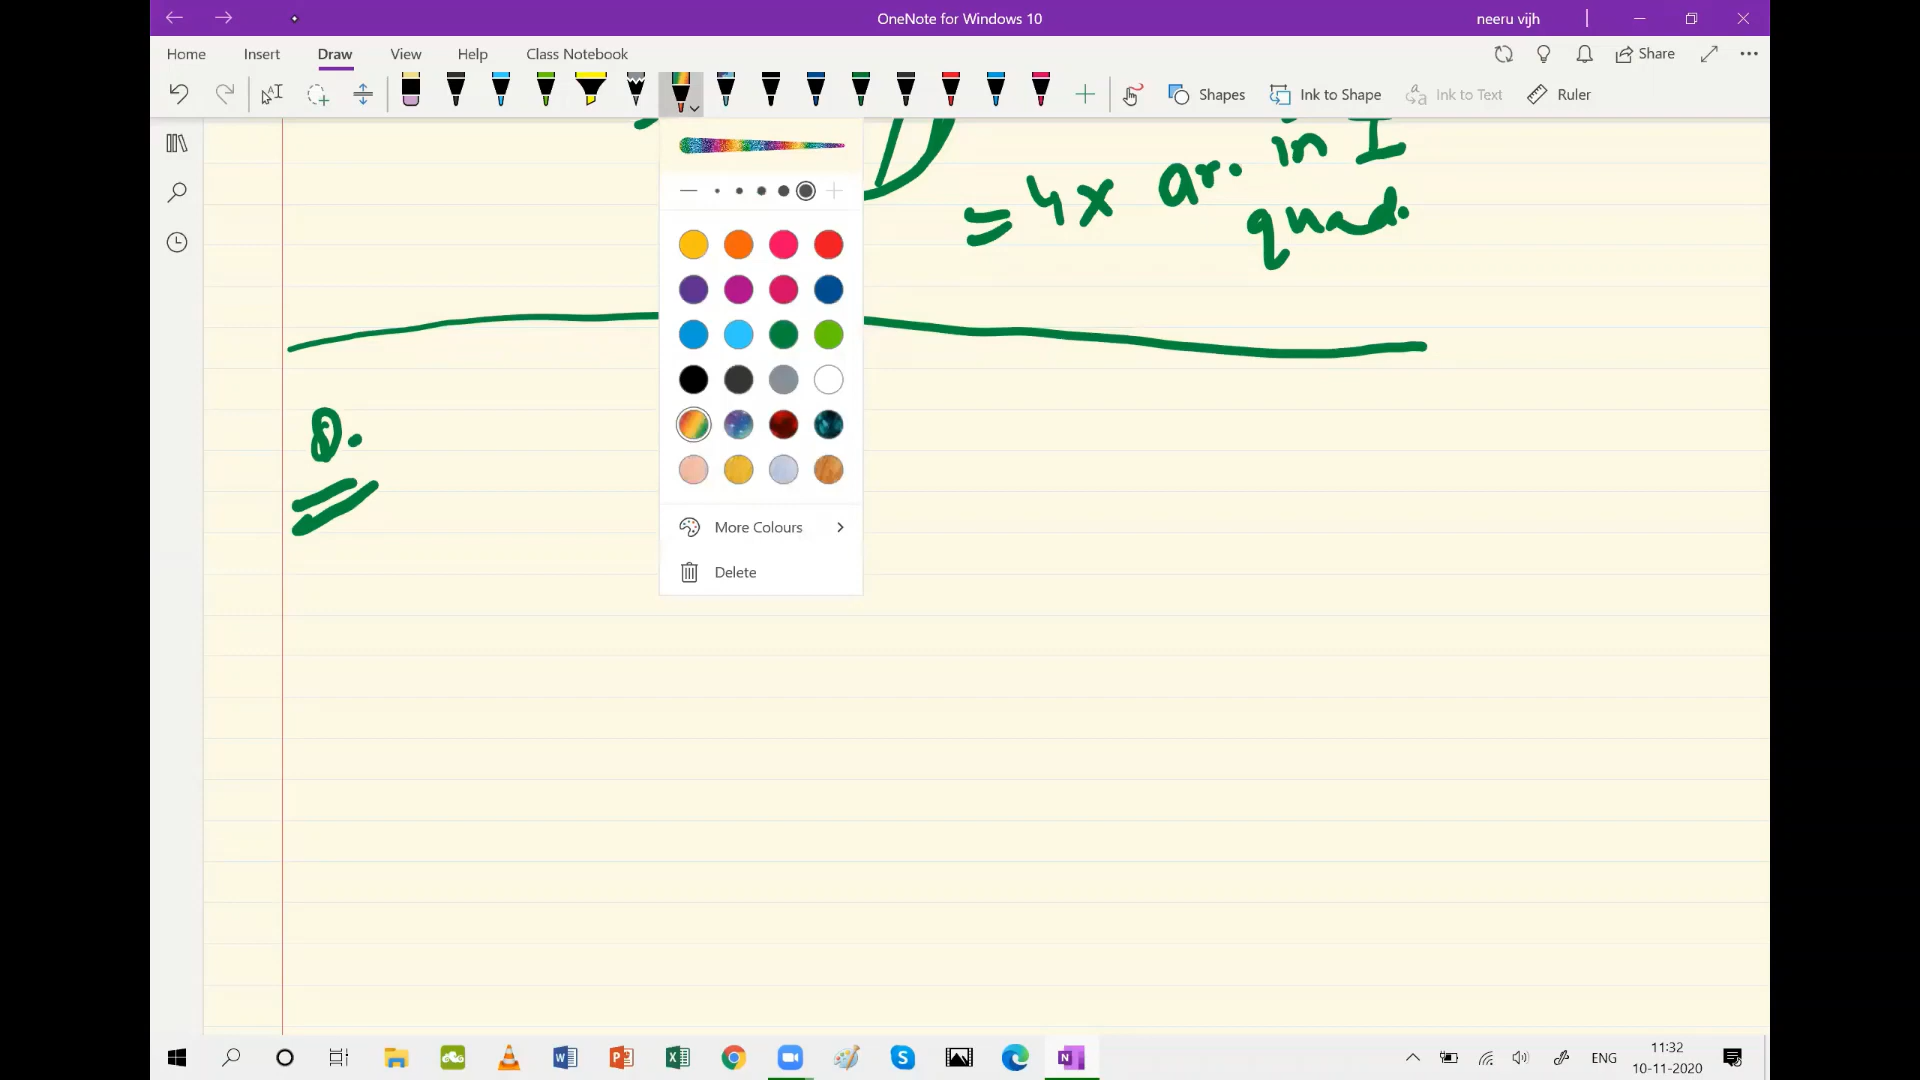 OneNote for Windows 10
neeru vijh
Home Insert Draw View Help Class Notebook
Share
Shapes Ink to Shape Ink to Text Ruler
= 4x ar. in I
quad.
8.
More Colours
Delete
ENG
11:32
10-11-2020